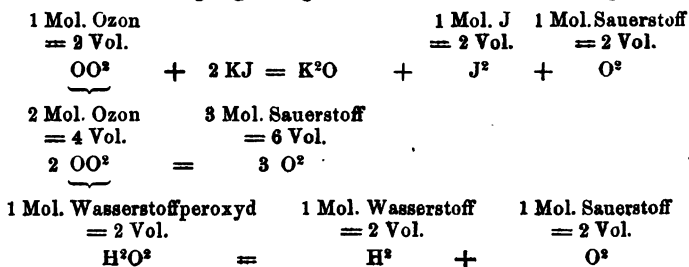 1 Mol. Ozon 1 Mol. J 1 Mol. Sauerstoff
= 2 Vol. = 2 Vol. = 2 Vol.
OO² + 2 KJ = K²O + J² + O²
2 Mol. Ozon 3 Mol. Sauerstoff
= 4 Vol. = 6 Vol.
2 OO² = 3 O²
1 Mol. Wasserstoffperoxyd 1 Mol. Wasserstoff 1 Mol. Sauerstoff
= 2 Vol. = 2 Vol. = 2 Vol.
H²O² = H² + O²